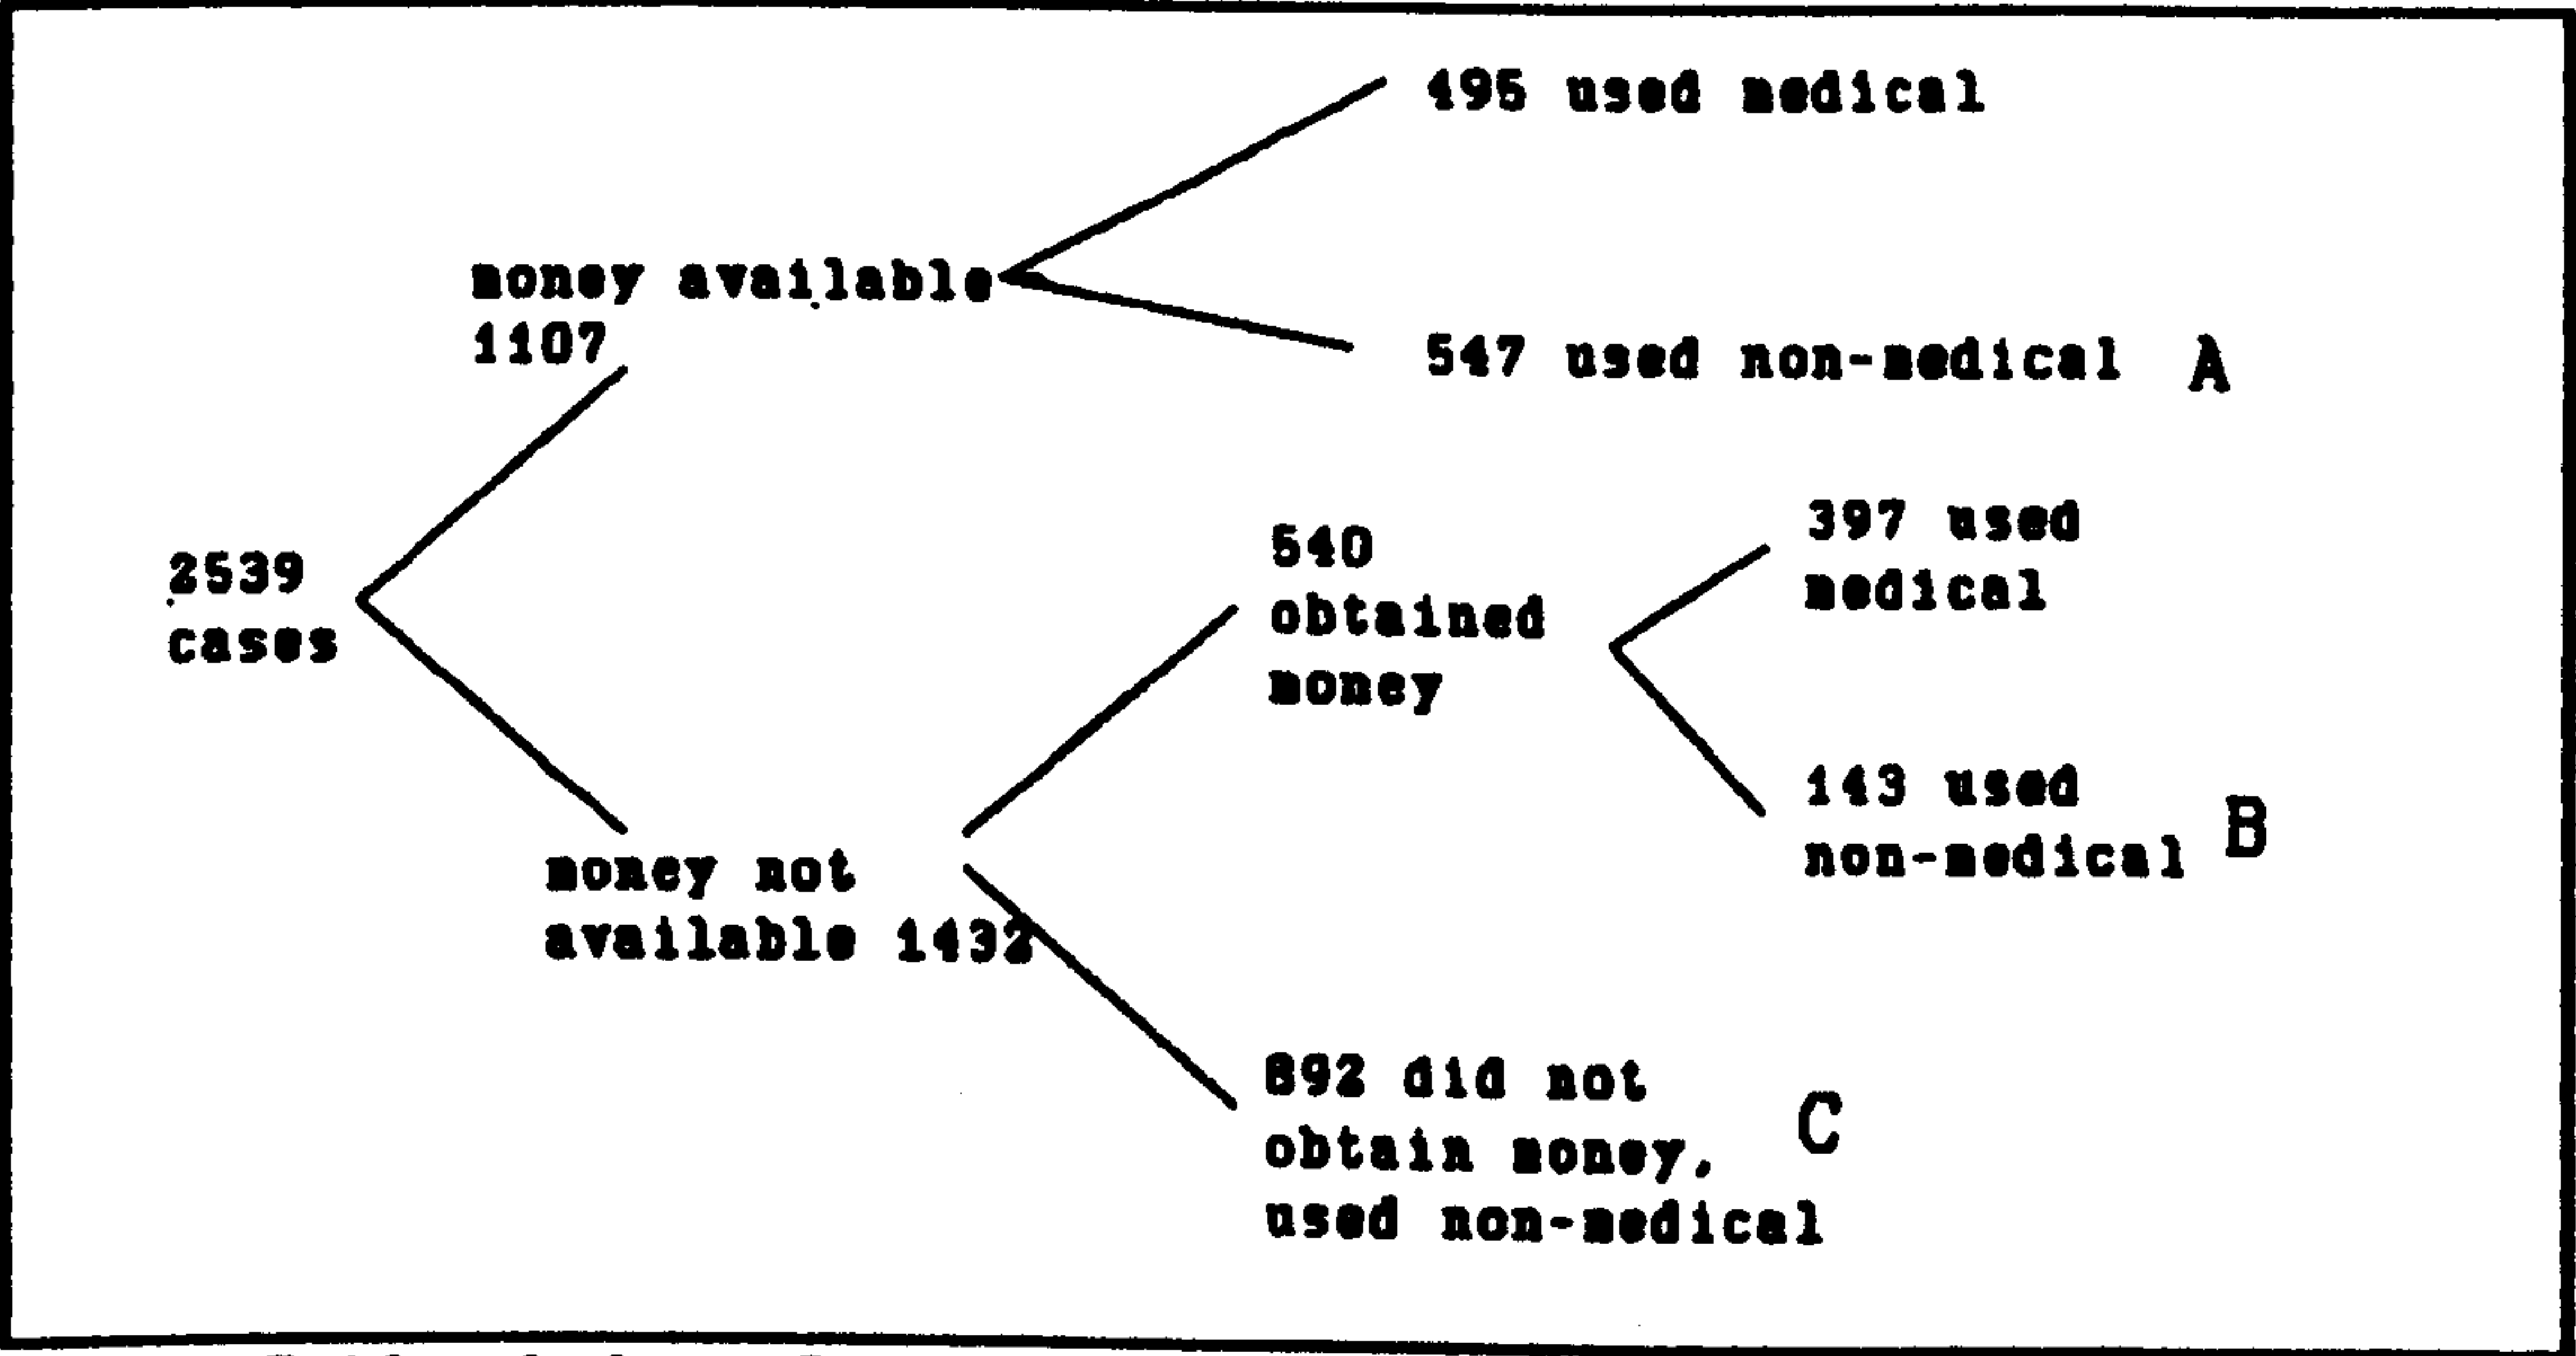 495 used medical
money available
1107
547 used non-medical A
2539
cases
540
obtained
money
397 used
medical
143 used
non-medical B
money not
available 1432
892 did not
obtain money, C
used non-medical